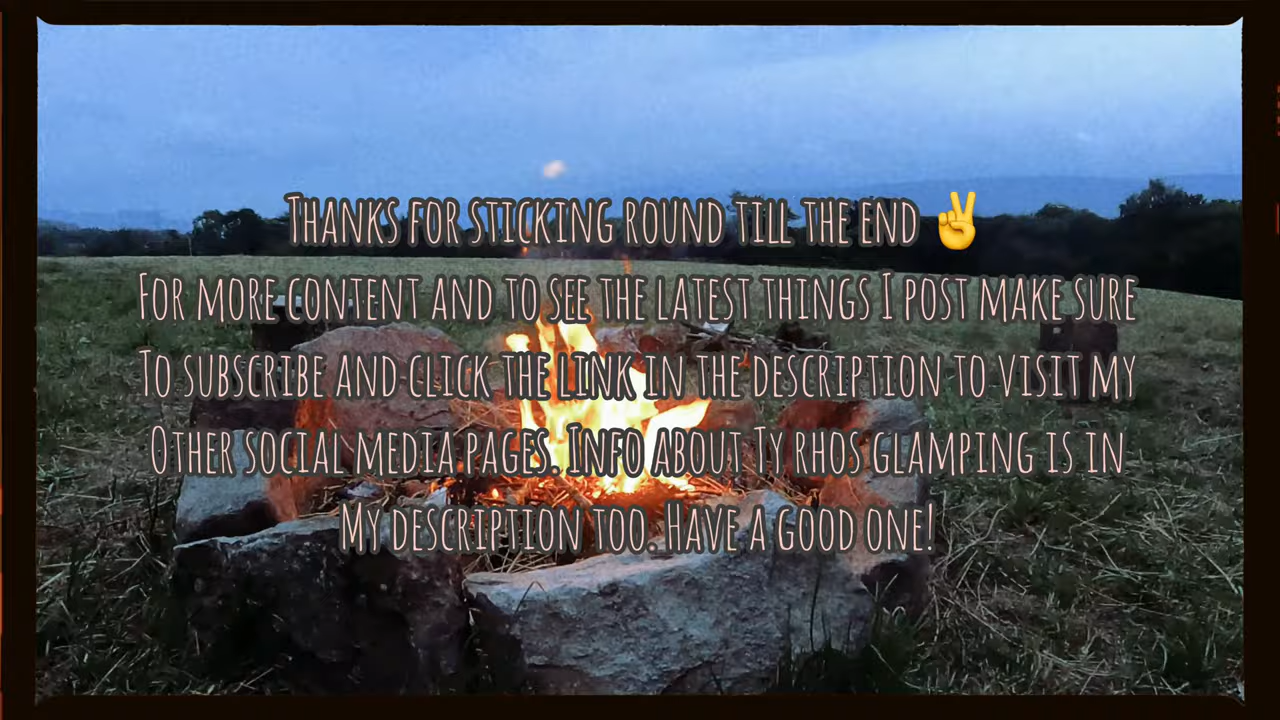 Thanks for sticking round till the end ✌
For more content and to see the latest things I post make sure
To subscribe and click the link in the description to visit my
Other social media pages. Info about Ty rhos glamping is in
My description too. Have a good one!